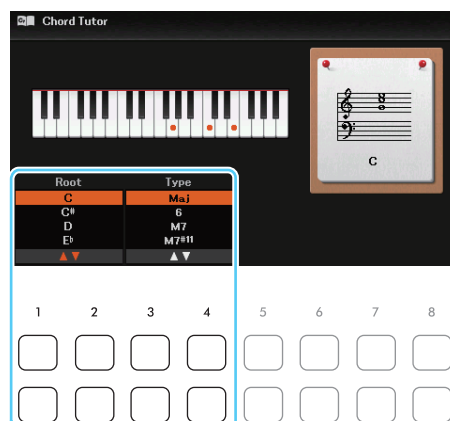 Chord Tutor
C
Root Type
C Maj
C# 6
D M7
E♭ M7#11
1 2 3 4 5 6 7 8